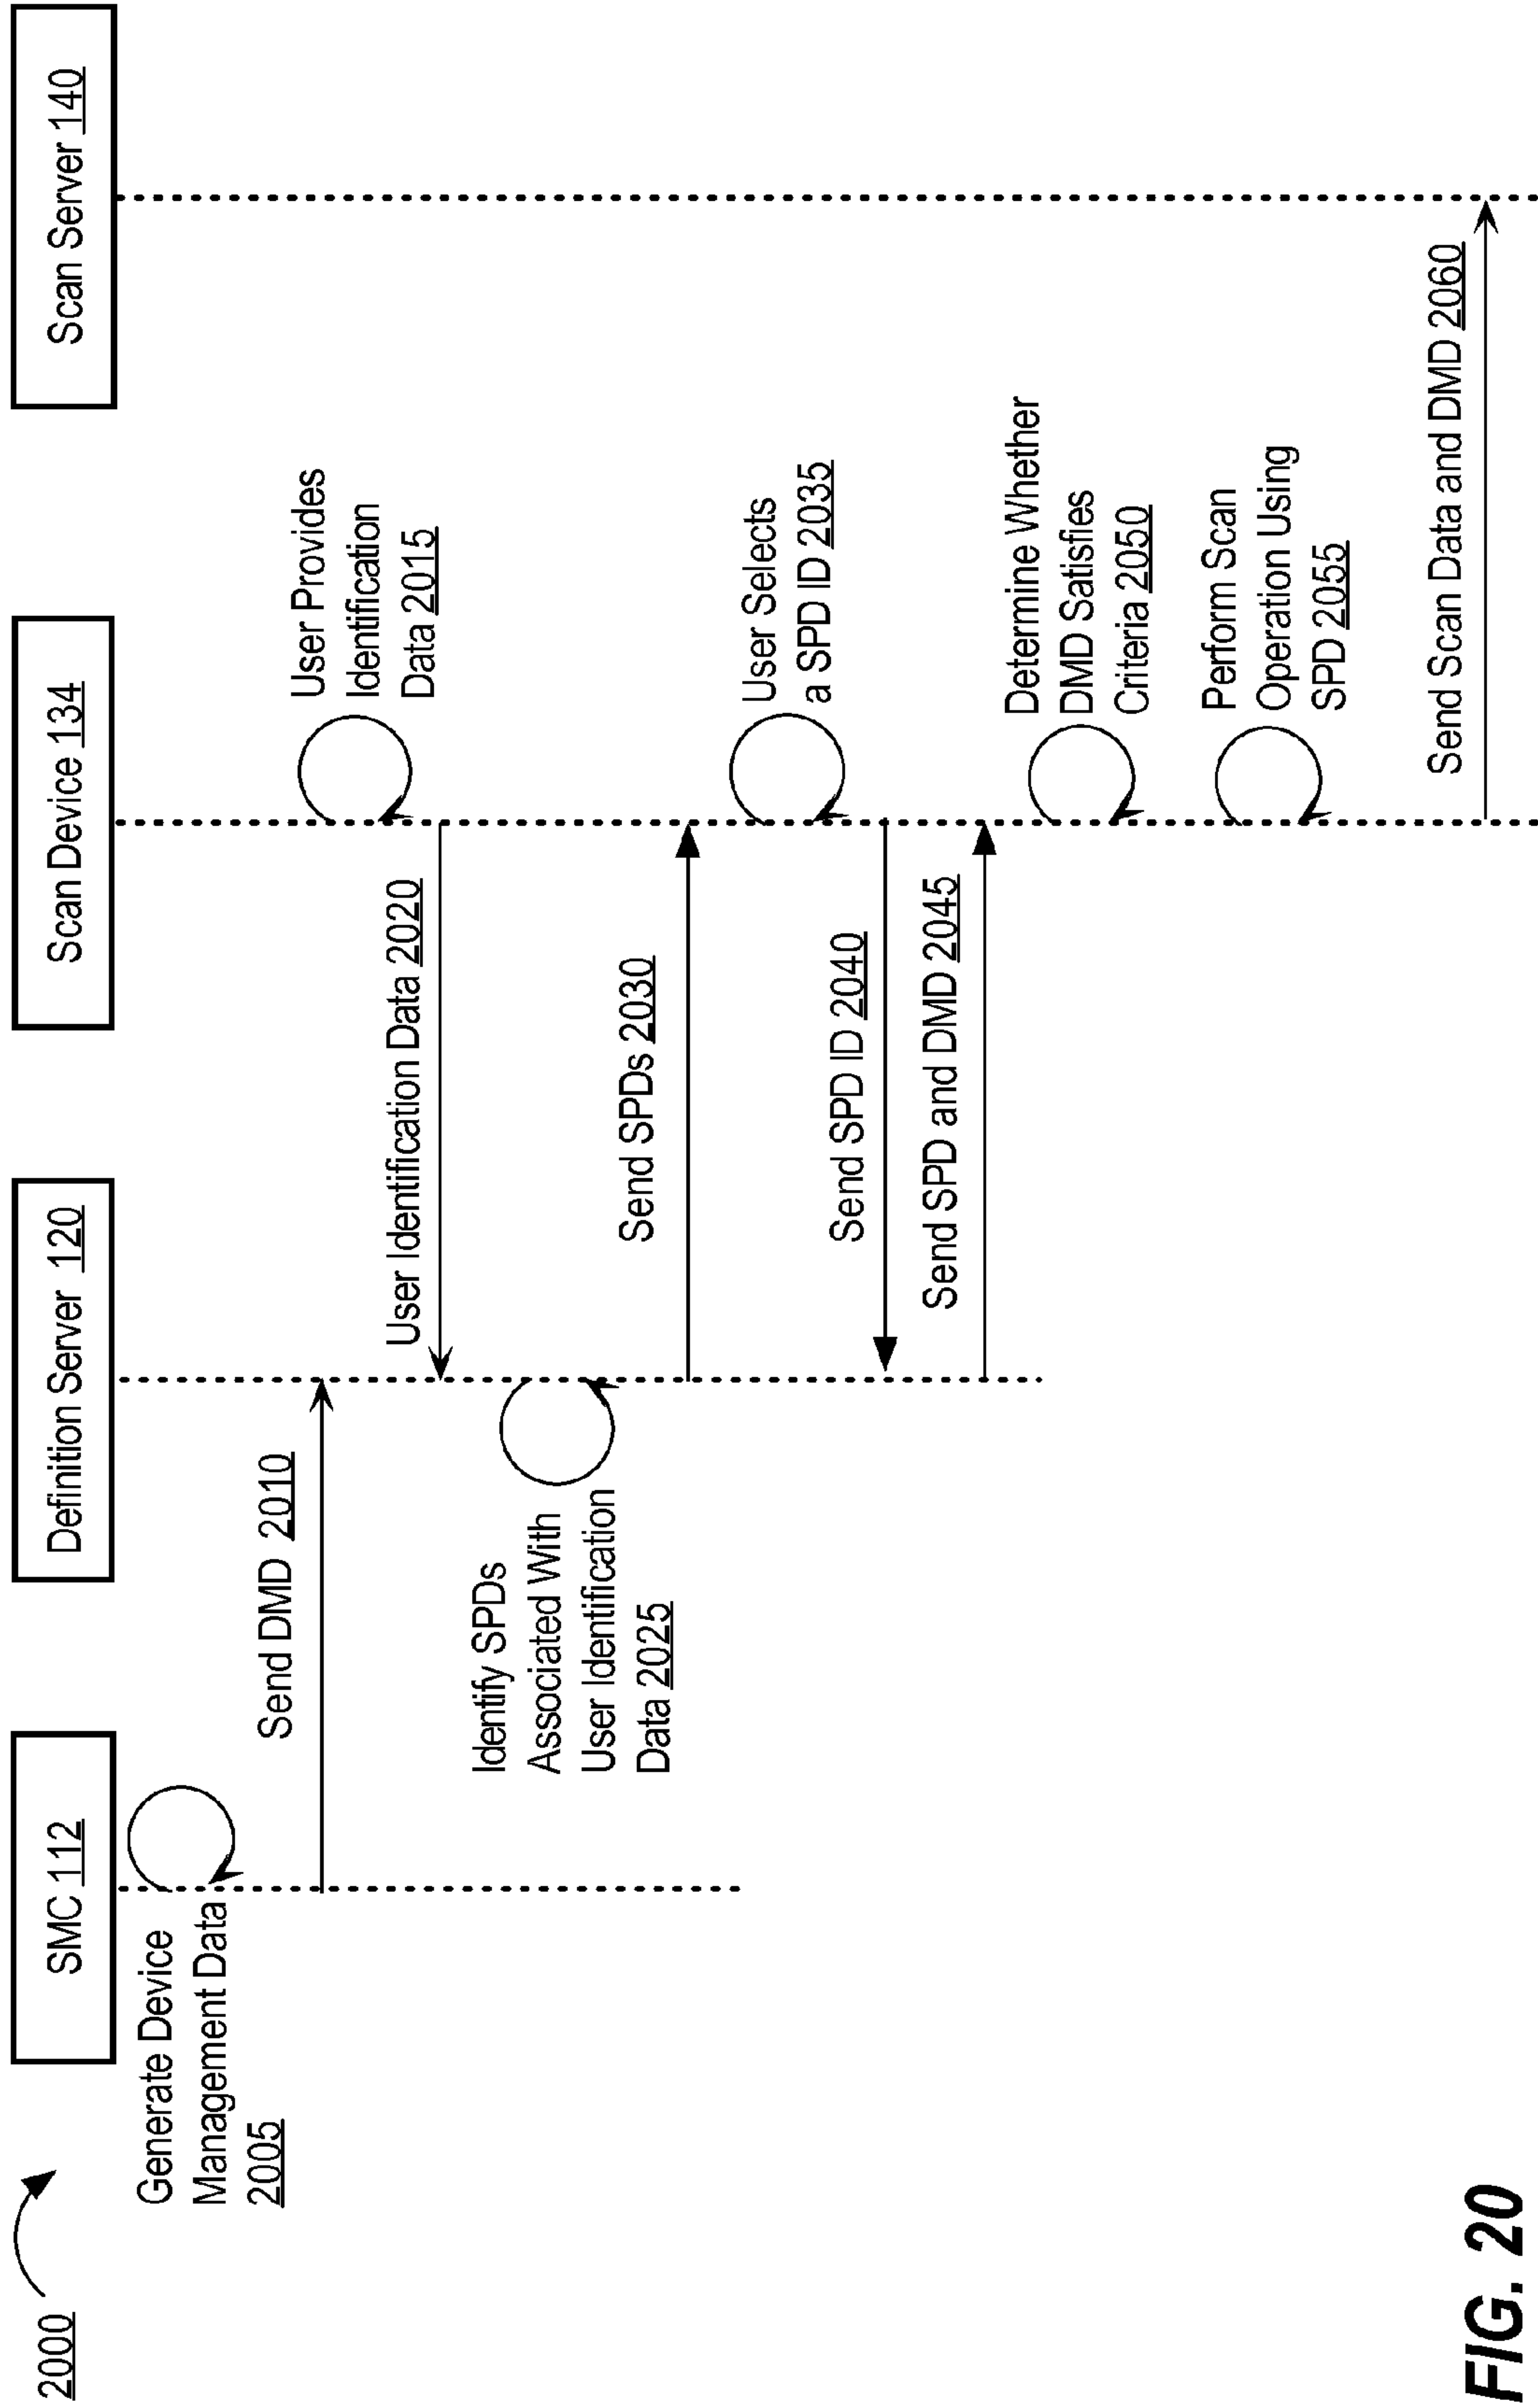 2000
SMC 112
Definition Server 120
Scan Device 134
Scan Server 140
Generate Device
Management Data
2005
Send DMD 2010
User Provides
Identification
Data 2015
User Identification Data 2020
Identify SPDs
Associated With
User Identification
Data 2025
Send SPDs 2030
User Selects
a SPD ID 2035
Send SPD ID 2040
Send SPD and DMD 2045
Determine Whether
DMD Satisfies
Criteria 2050
Perform Scan
Operation Using
SPD 2055
Send Scan Data and DMD 2060
FIG. 20